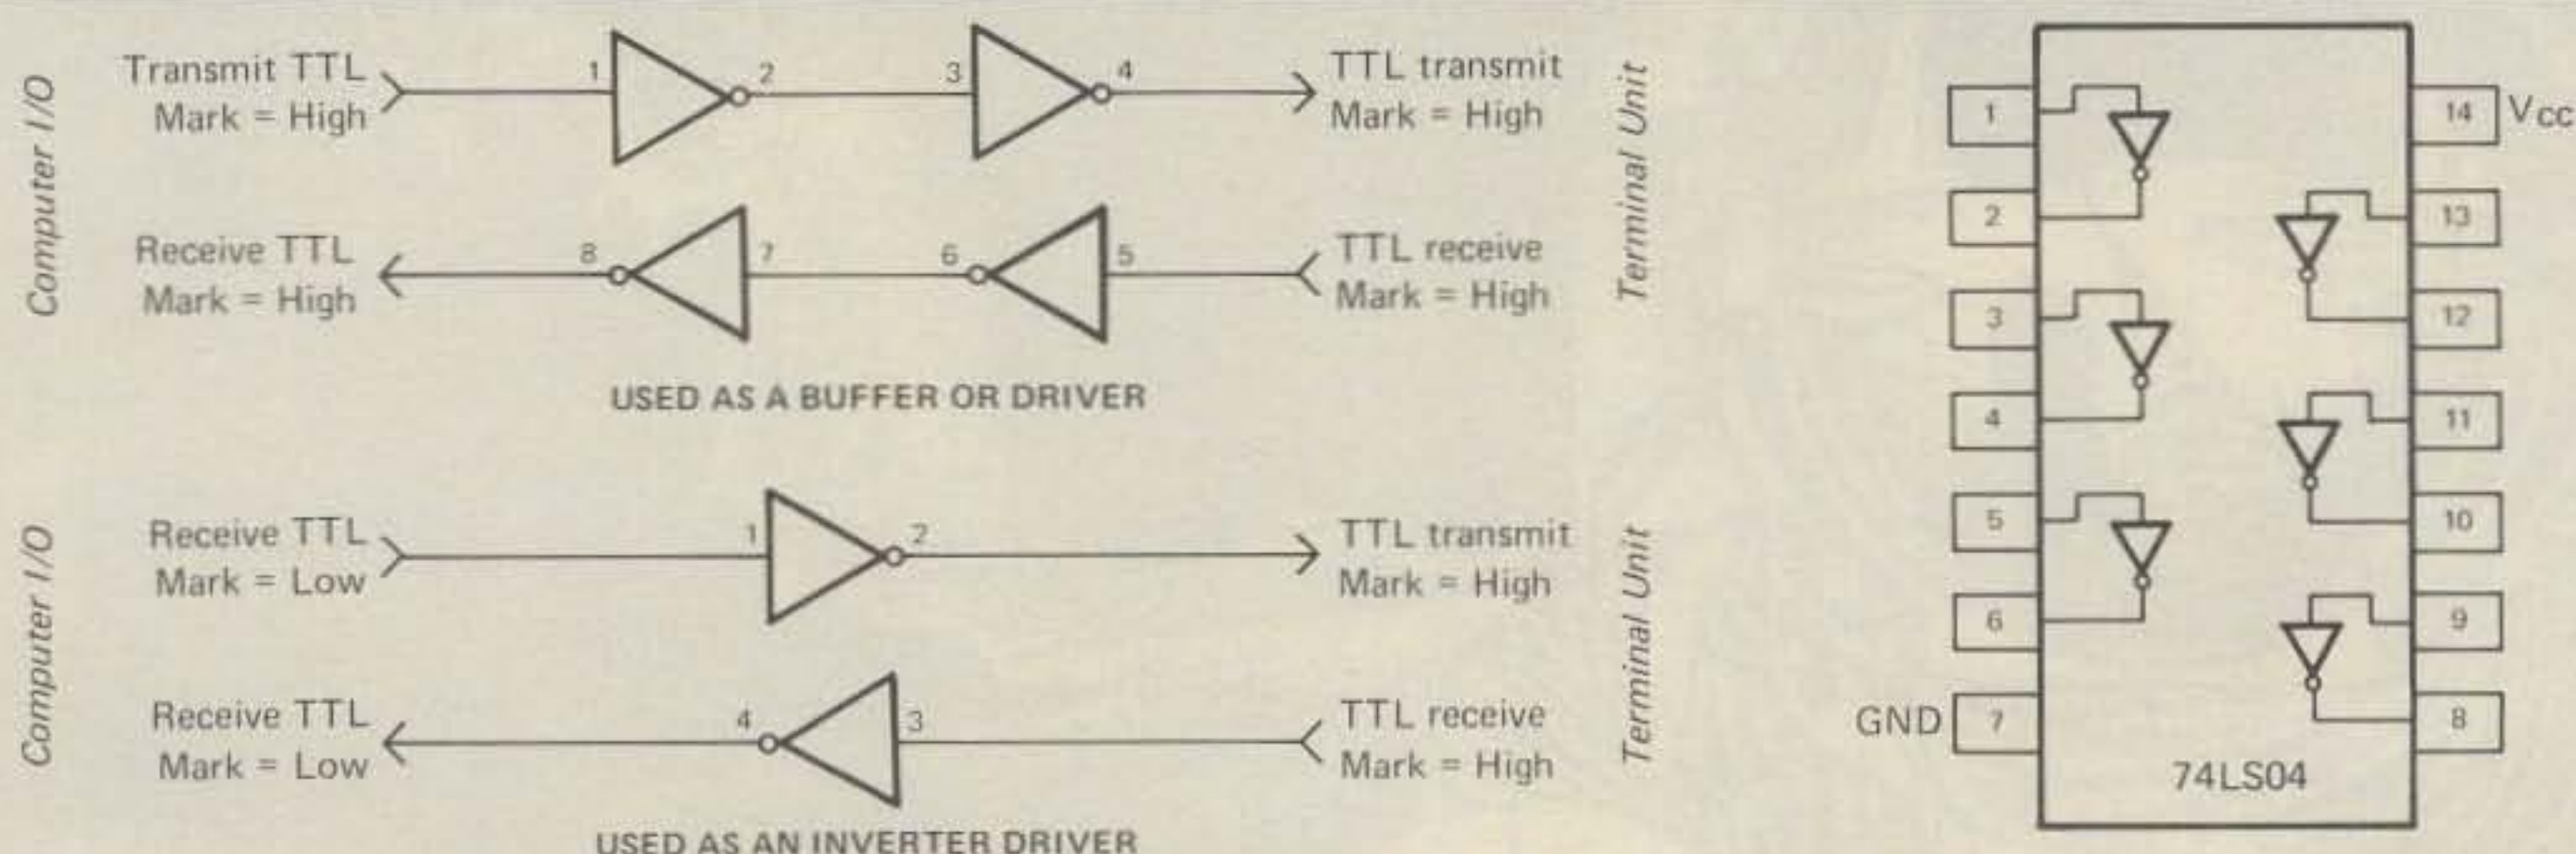 Computer I/O
Transmit TTL
Mark = High
1
2
3
4
TTL transmit
Mark = High
Terminal Unit
Receive TTL
Mark = High
8
7
6
5
TTL receive
Mark = High
USED AS A BUFFER OR DRIVER
Computer I/O
Receive TTL
Mark = Low
1
2
TTL transmit
Mark = High
Terminal Unit
Receive TTL
Mark = Low
4
3
TTL receive
Mark = High
USED AS AN INVERTER DRIVER
1
2
3
4
5
6
GND 7
14 VCC
13
12
11
10
9
8
74LS04